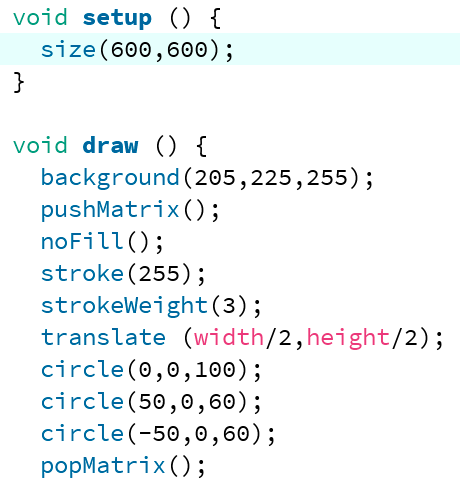 void setup () {
  size(600,600);
}

void draw () {
  background(205,225,255);
  pushMatrix();
  noFill();
  stroke(255);
  strokeWeight(3);
  translate (width/2,height/2);
  circle(0,0,100);
  circle(50,0,60);
  circle(-50,0,60);
  popMatrix();